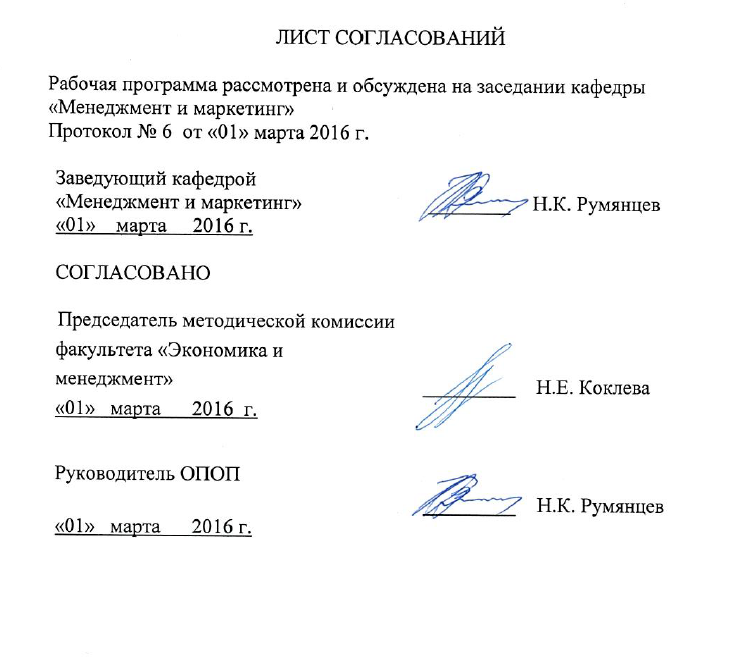 ЛИСТ СОГЛАСОВАНИЙ
Рабочая программа рассмотрена и обсуждена на заседании кафедры
«Менеджмент и маркетинг»
Протокол № 6 от «01» марта 2016 г.
Заведующий кафедрой
«Менеджмент и маркетинг» Н.К. Румянцев
«01» марта 2016 г.
СОГЛАСОВАНО
Председатель методической комиссии
факультета «Экономика и
менеджмент» Н.Е. Коклева
«01» марта 2016 г.
Руководитель ОПОП
Н.К. Румянцев
«01» марта 2016 г.